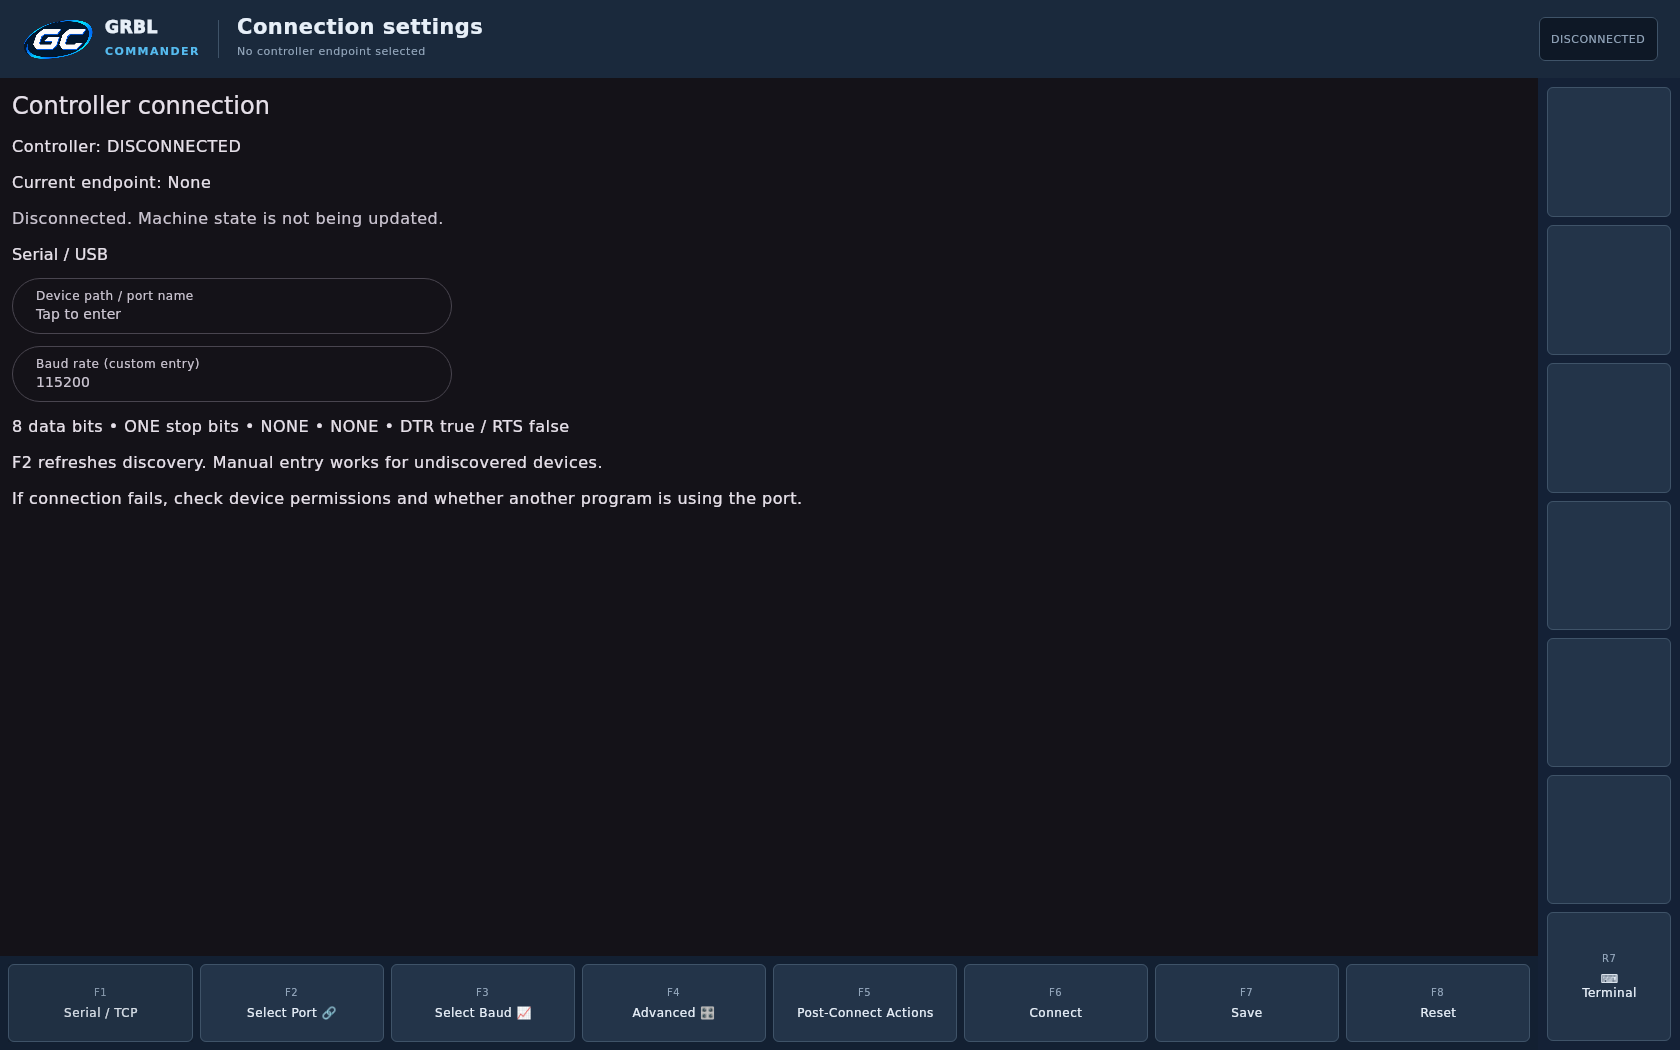 GC
GRBL
COMMANDER
Connection settings
No controller endpoint selected
DISCONNECTED
Controller connection
Controller: DISCONNECTED
Current endpoint: None
Disconnected. Machine state is not being updated.
Serial / USB
Device path / port name
Tap to enter
Baud rate (custom entry)
115200
8 data bits • ONE stop bits • NONE • NONE • DTR true / RTS false
F2 refreshes discovery. Manual entry works for undiscovered devices.
If connection fails, check device permissions and whether another program is using the port.
F1
Serial / TCP
F2
Select Port 🔗
F3
Select Baud 📈
F4
Advanced 🎛
F5
Post-Connect Actions
F6
Connect
F7
Save
F8
Reset
R7
⌨
Terminal